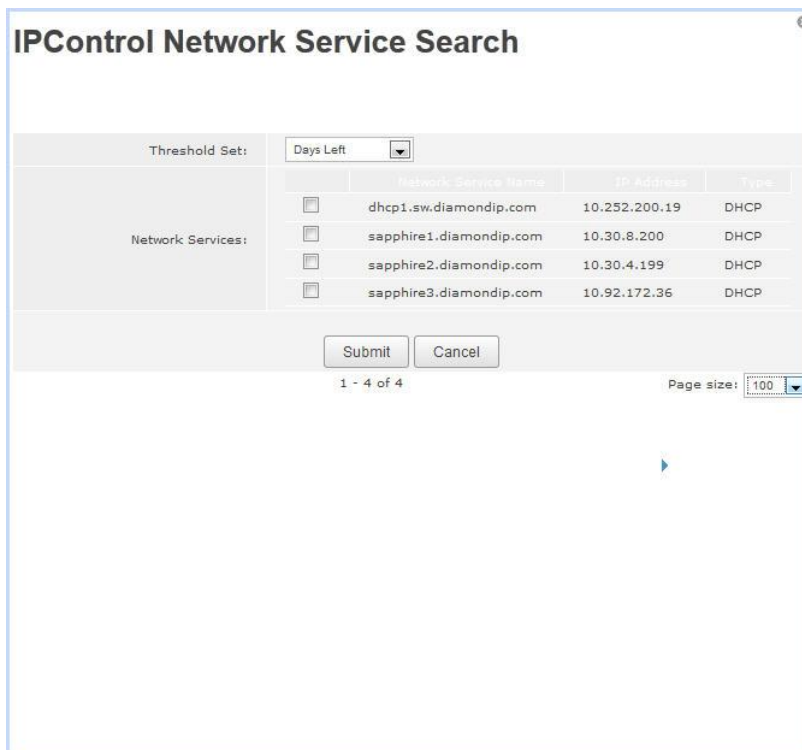 IPControl Network Service Search
Threshold Set: Days Left
Network Service Name IP Address Type
dhcp1.sw.diamondip.com 10.252.200.19 DHCP
Network Services:
sapphire1.diamondip.com 10.30.8.200 DHCP
sapphire2.diamondip.com 10.30.4.199 DHCP
sapphire3.diamondip.com 10.92.172.36 DHCP
Submit Cancel
1 - 4 of 4 Page size: 100